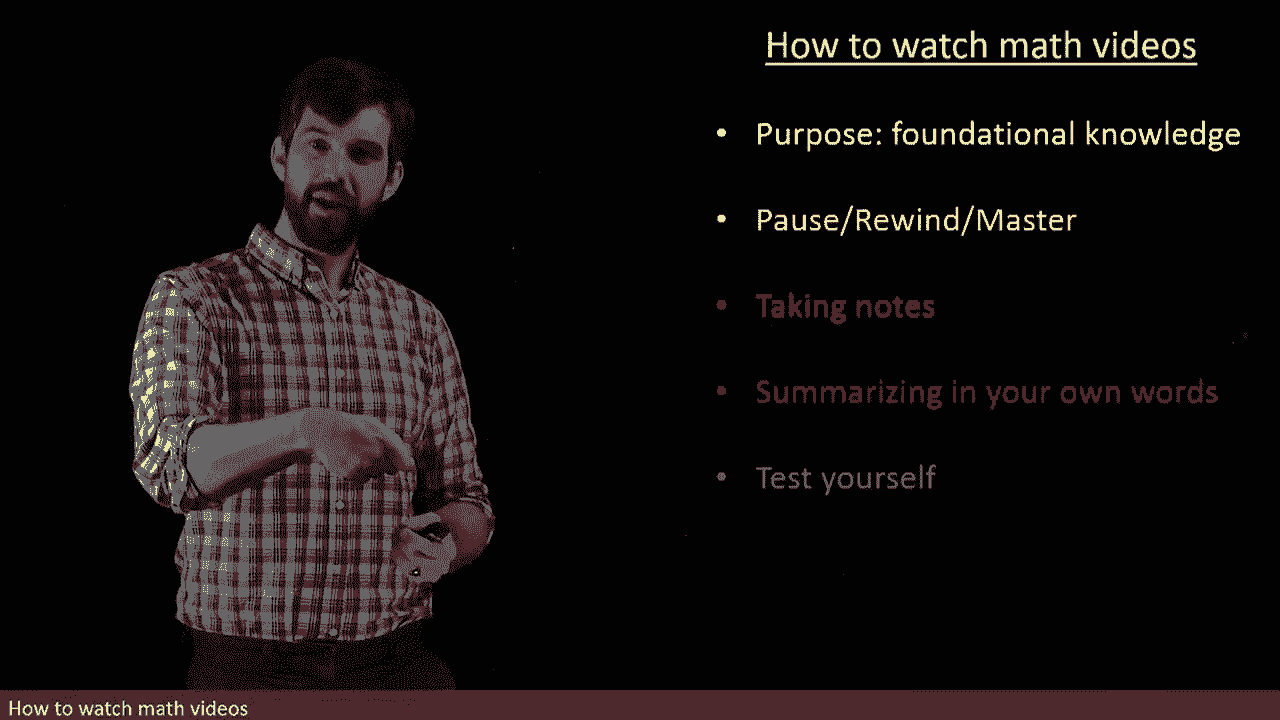 How to watch math videos
• Purpose: foundational knowledge
• Pause/Rewind/Master
• Taking notes
• Summarizing in your own words
• Test yourself
How to watch math videos